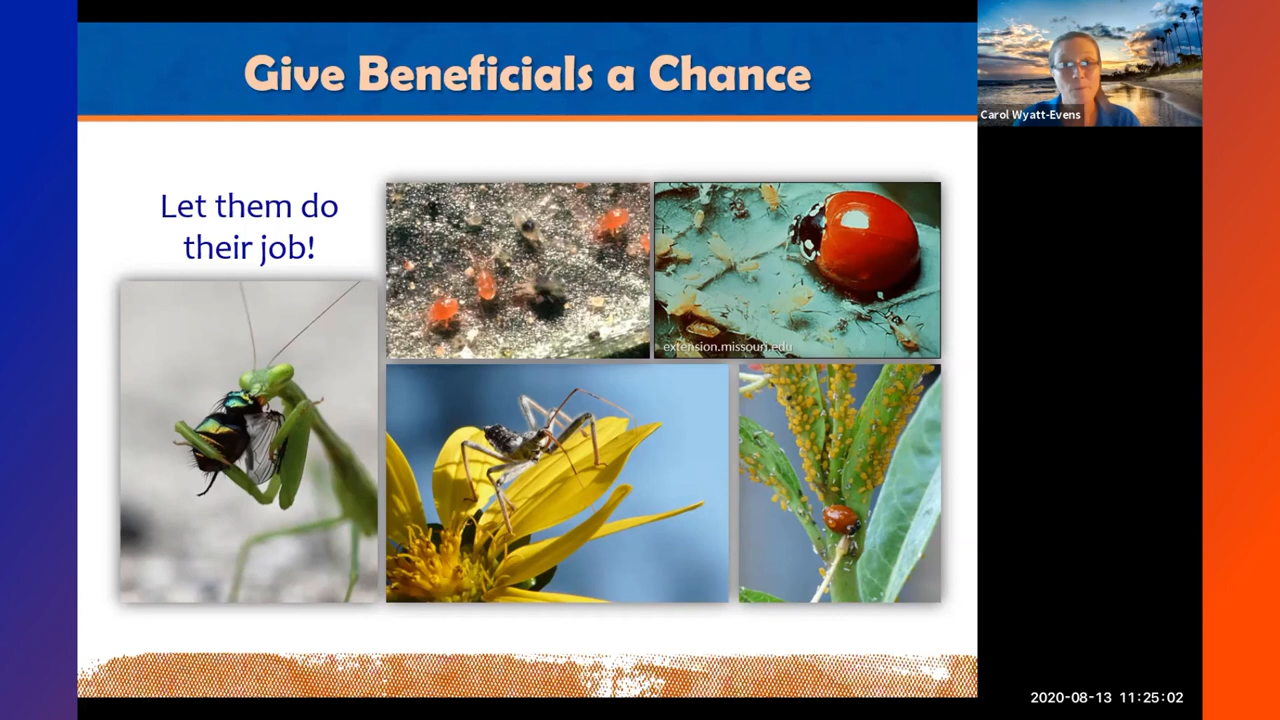 Give Beneficials a Chance
Carol Wyatt-Evens
Let them do
their job!
extension.missouri.edu
2020-08-13 11:25:02